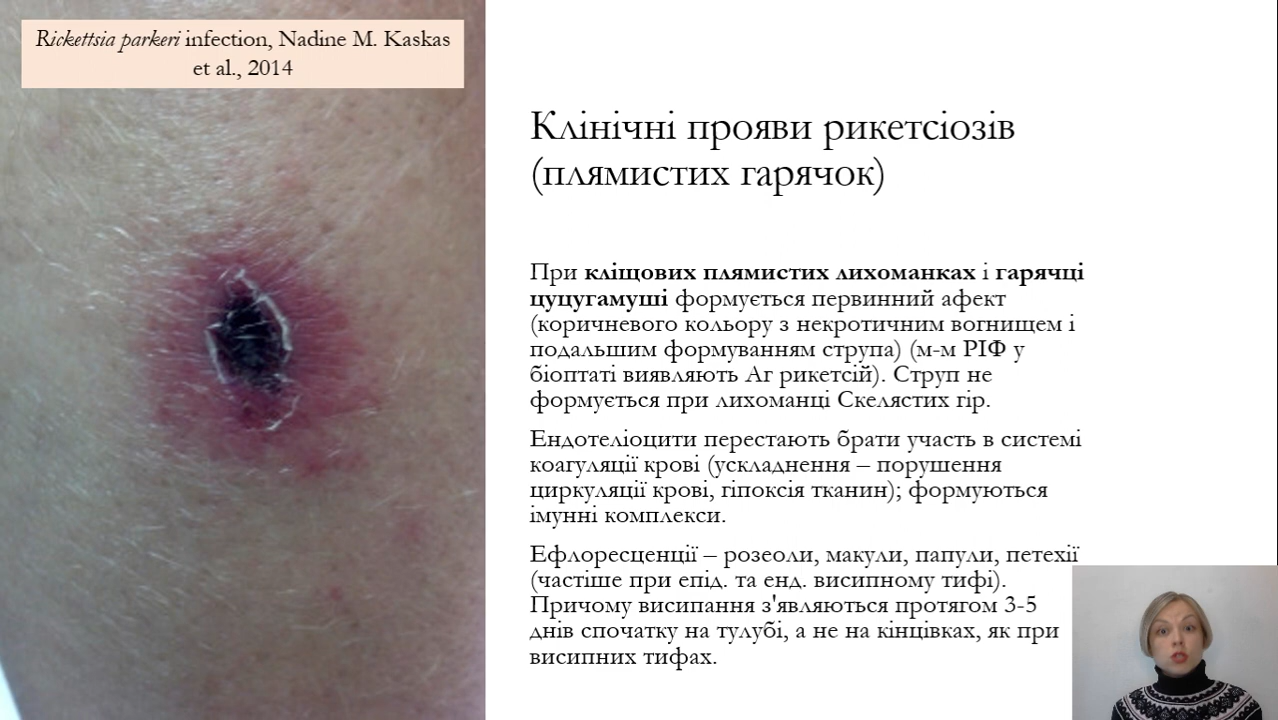 Rickettsia parkeri infection, Nadine M. Kaskas
et al., 2014
Клінічні прояви рикетсіозів
(плямистих гарячок)
При кліщових плямистих лихоманках і гарячці
цуцугамуші формується первинний афект
(коричневого кольору з некротичним вогнищем і
подальшим формуванням струпа) (м-м РІФ у
біоптаті виявляють Аг рикетсій). Струп не
формується при лихоманці Скелястих гір.
Ендотеліоцити перестають брати участь в системі
коагуляції крові (ускладнення – порушення
циркуляції крові, гіпоксія тканин); формуються
імунні комплекси.
Ефлоресценції – розеоли, макули, папули, петехії
(частіше при епід. та енд. висипному тифі).
Причому висипання з'являються протягом 3-5
днів спочатку на тулубі, а не на кінцівках, як при
висипних тифах.